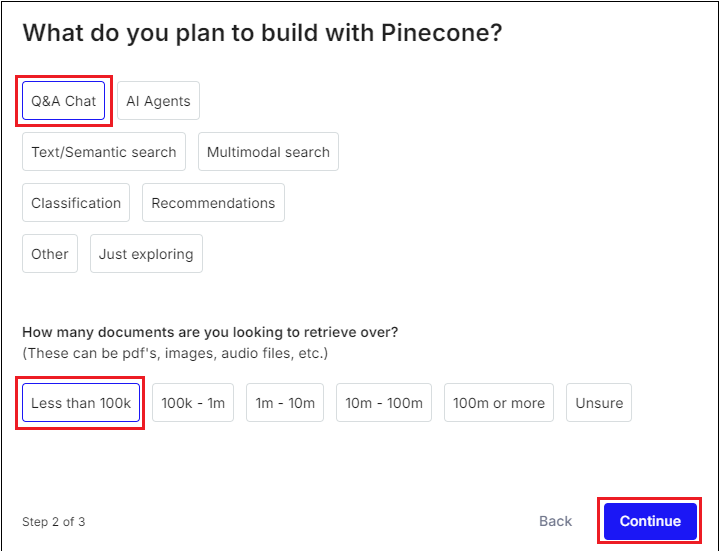 What do you plan to build with Pinecone?
Q&A Chat AI Agents
Text/Semantic search Multimodal search
Classification Recommendations
Other Just exploring
How many documents are you looking to retrieve over?
(These can be pdf's, images, audio files, etc.)
Less than 100k 100k - 1m 1m - 10m 10m - 100m 100m or more Unsure
Step 2 of 3 Back Continue